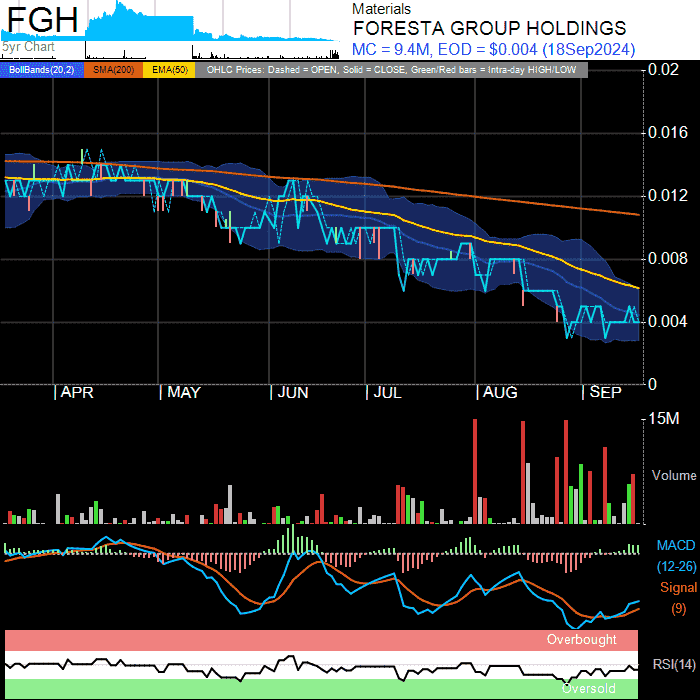 FGH
5yr Chart
Materials
FORESTA GROUP HOLDINGS
MC = 9.4M, EOD = $0.004 (18Sep2024)
BollBands(20,2) SMA(200) EMA(50) OHLC Prices: Dashed = OPEN, Solid = CLOSE, Green/Red bars = Intra-day HIGH/LOW
0.02
0.016
0.012
0.008
0.004
0
APR MAY JUN JUL AUG SEP
15M
Volume
MACD
(12-26)
Signal
(9)
Overbought
RSI(14)
Oversold